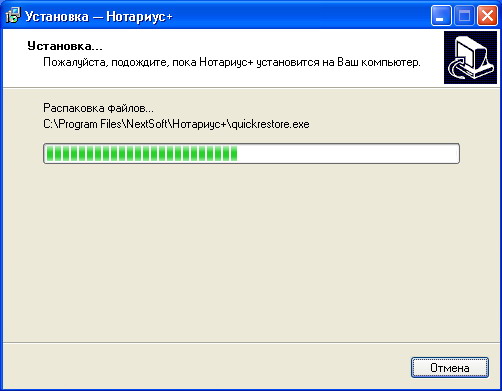 Установка — Нотариус+
Установка...
Пожалуйста, подождите, пока Нотариус+ установится на Ваш компьютер.
Распаковка файлов...
C:\Program Files\NextSoft\Нотариус+\quickrestore.exe
Отмена